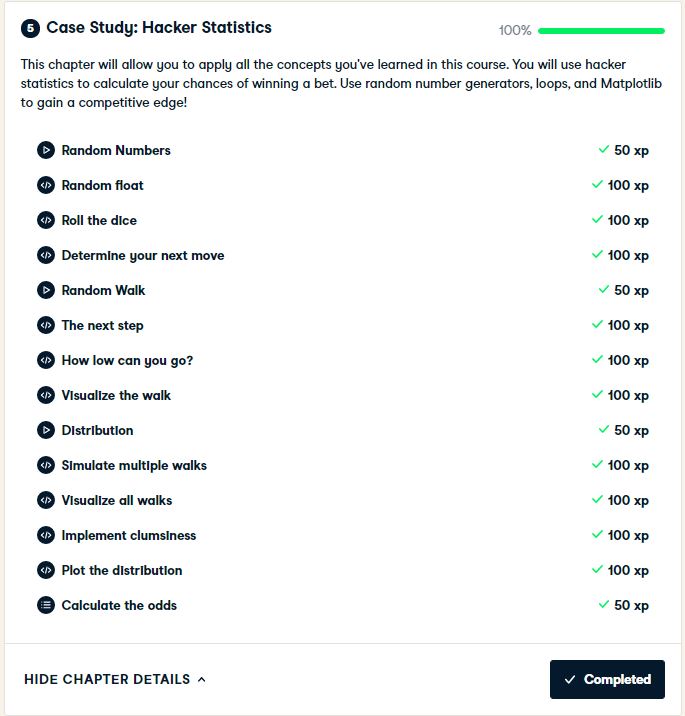 5 Case Study: Hacker Statistics 100%
This chapter will allow you to apply all the concepts you've learned in this course. You will use hacker
statistics to calculate your chances of winning a bet. Use random number generators, loops, and Matplotlib
to gain a competitive edge!
Random Numbers 50 xp
Random float 100 xp
Roll the dice 100 xp
Determine your next move 100 xp
Random Walk 50 xp
The next step 100 xp
How low can you go? 100 xp
Visualize the walk 100 xp
Distribution 50 xp
Simulate multiple walks 100 xp
Visualize all walks 100 xp
Implement clumsiness 100 xp
Plot the distribution 100 xp
Calculate the odds 50 xp
HIDE CHAPTER DETAILS Completed